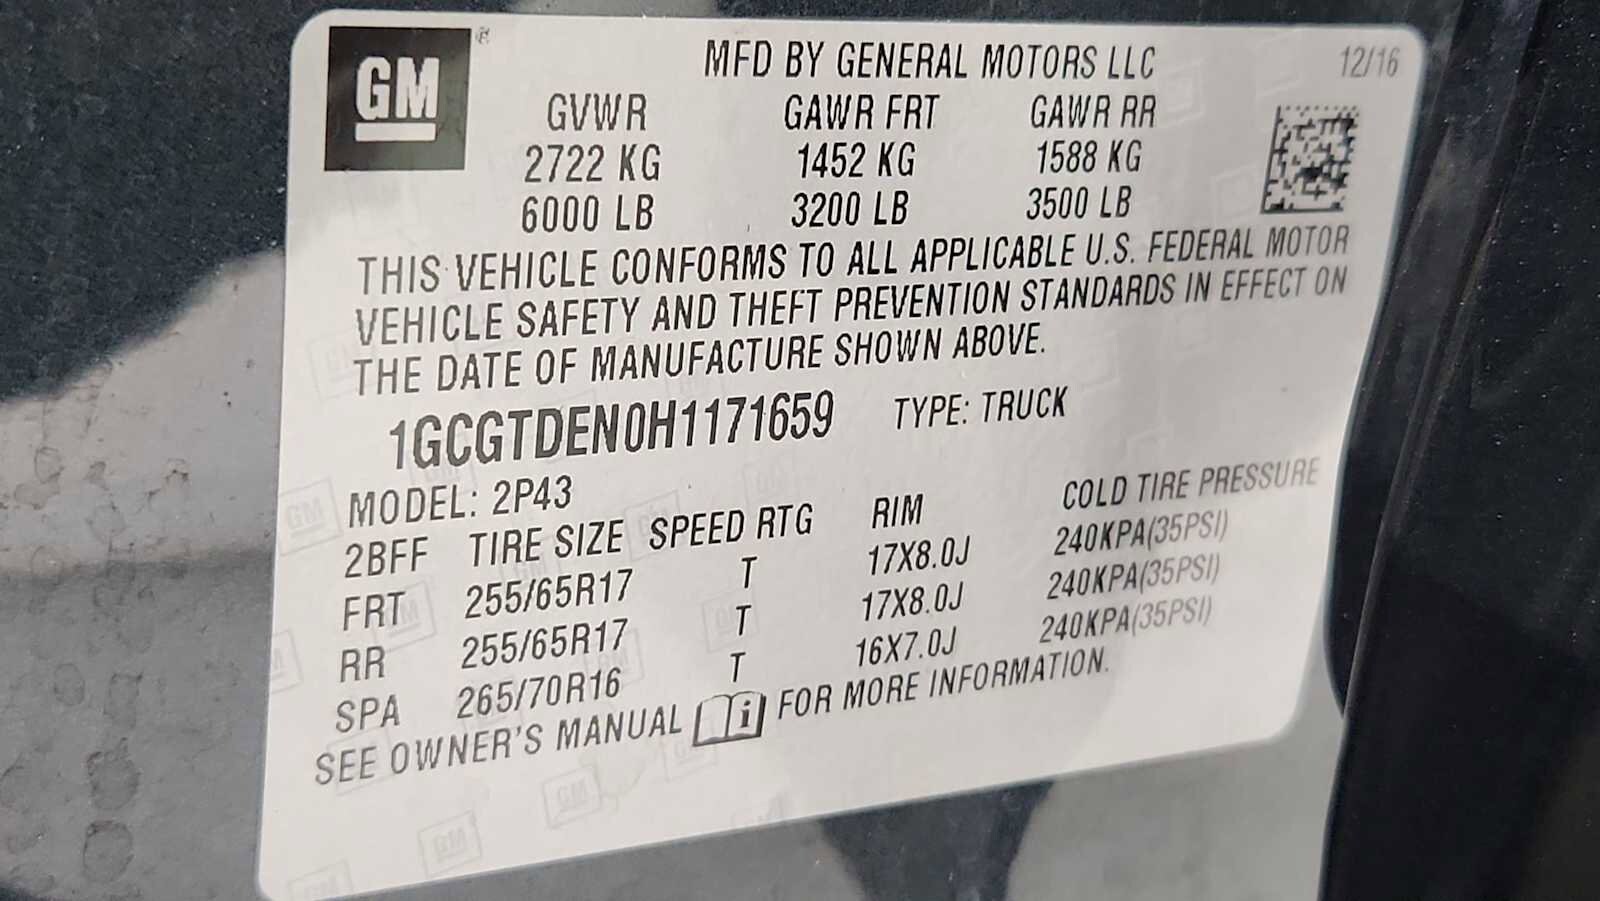 GM ®
MFD BY GENERAL MOTORS LLC 12/16
GVWR GAWR FRT GAWR RR
2722 KG 1452 KG 1588 KG
6000 LB 3200 LB 3500 LB
THIS VEHICLE CONFORMS TO ALL APPLICABLE U.S. FEDERAL MOTOR
VEHICLE SAFETY AND THEFT PREVENTION STANDARDS IN EFFECT ON
THE DATE OF MANUFACTURE SHOWN ABOVE.
1GCGTDEN0H1171659 TYPE: TRUCK
MODEL: 2P43
2BFF TIRE SIZE SPEED RTG RIM COLD TIRE PRESSURE
FRT 255/65R17 T 17X8.0J 240KPA(35PSI)
RR 255/65R17 T 17X8.0J 240KPA(35PSI)
SPA 265/70R16 T 16X7.0J 240KPA(35PSI)
SEE OWNER'S MANUAL i FOR MORE INFORMATION.